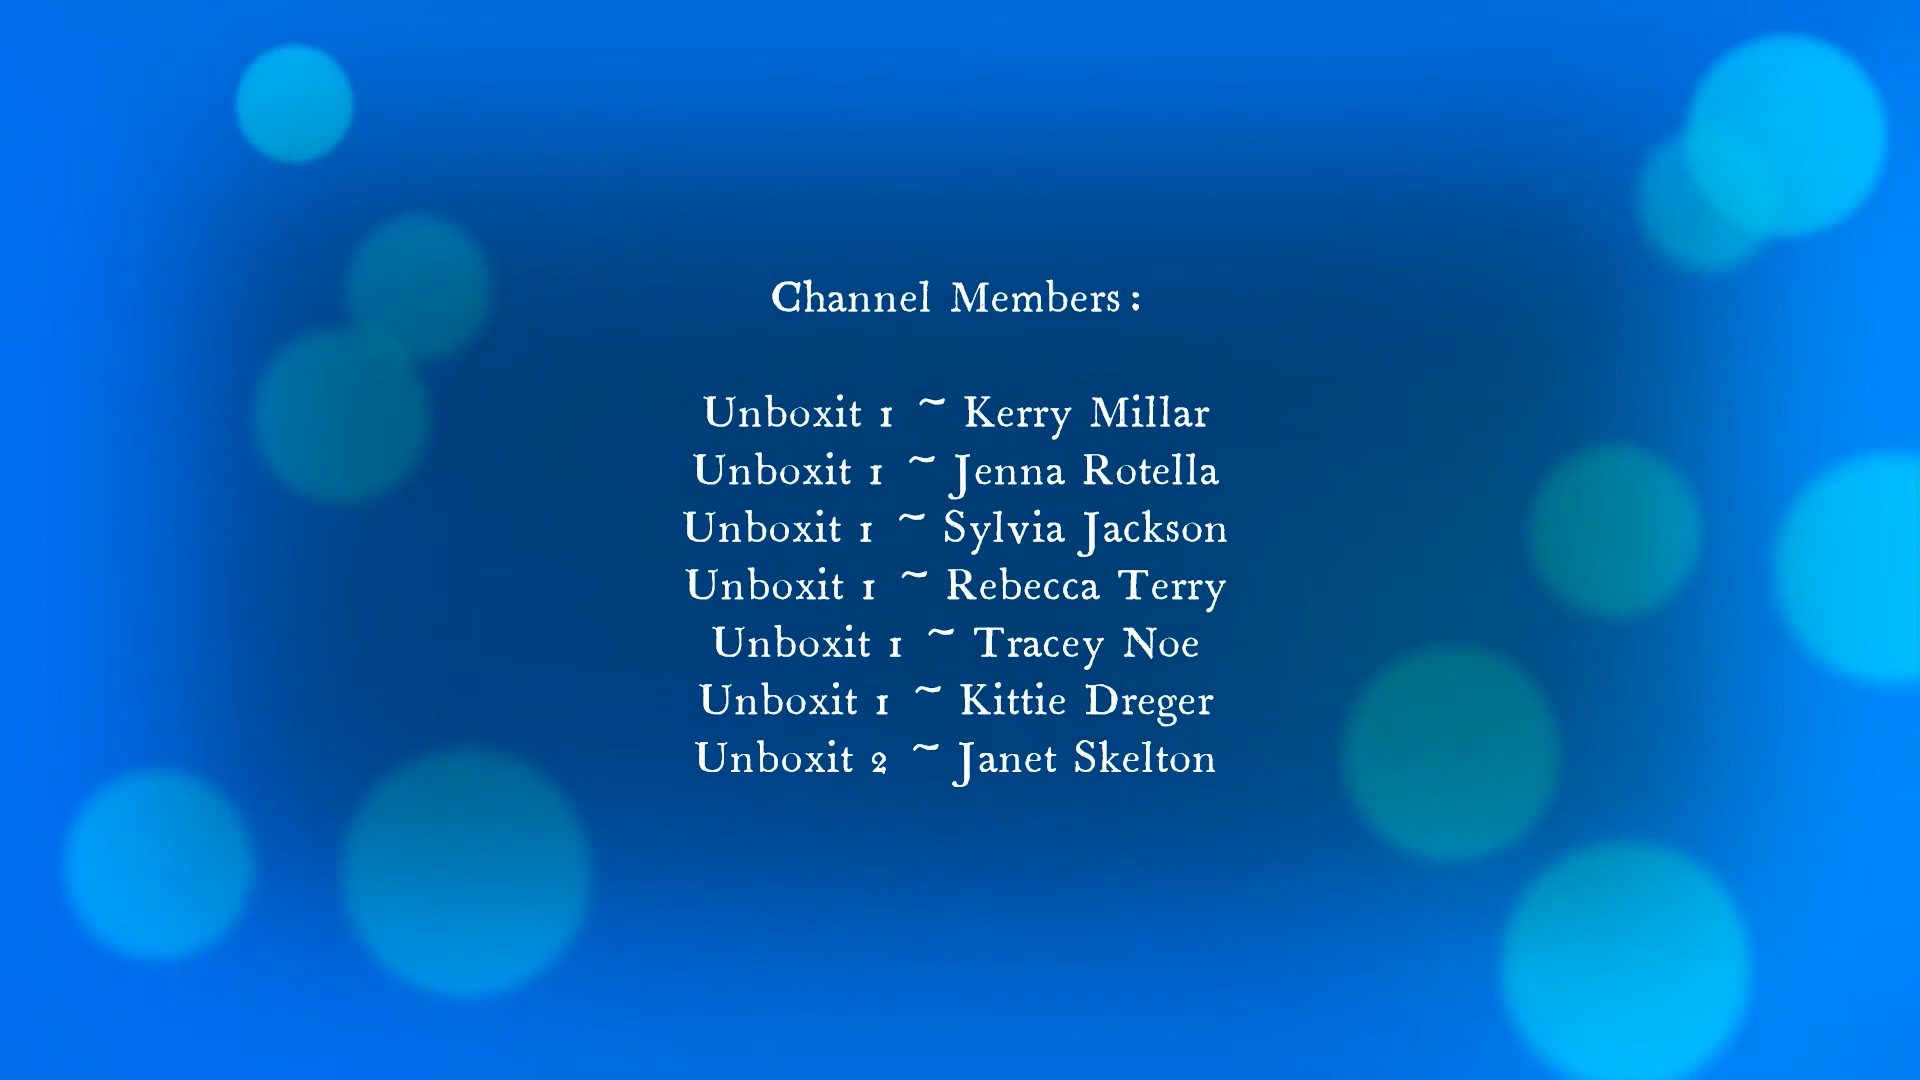 Channel Members:
Unboxit 1 ~ Kerry Millar
Unboxit 1 ~ Jenna Rotella
Unboxit 1 ~ Sylvia Jackson
Unboxit 1 ~ Rebecca Terry
Unboxit 1 ~ Tracey Noe
Unboxit 1 ~ Kittie Dreger
Unboxit 2 ~ Janet Skelton